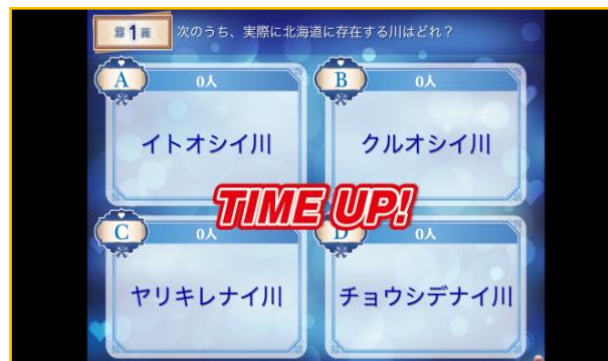 第1問 次のうち、実際に北海道に存在する川はどれ？
A 0人
イトオシイ川
B 0人
クルオシイ川
TIME UP!
C 0人
ヤリキレナイ川
D 0人
チョウシデナイ川